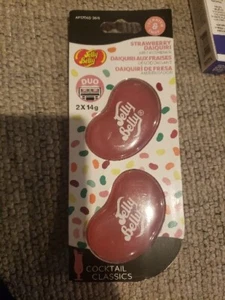 Jelly
Belly
STRAWBERRY
DAIQUIRI
DAIQUIRI AUX FRAISES
DAIQUIRI DE FRESA
DUO
2 X 14g
Jelly
Belly
Jelly
Belly
COCKTAIL
CLASSICS